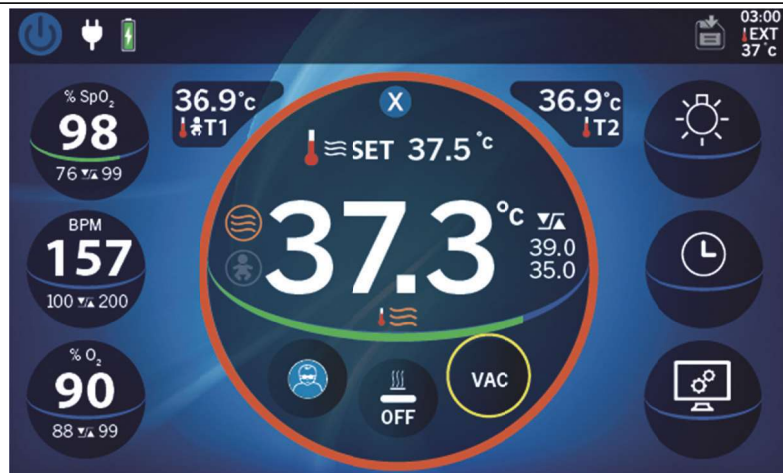 03:00
EXT
37 °c
% SpO₂
98
76 99
36.9°c
T1
X
36.9°c
T2
SET 37.5 °c
BPM
157
100 200
37.3 °c
39.0
35.0
% O₂
90
88 99
OFF
VAC